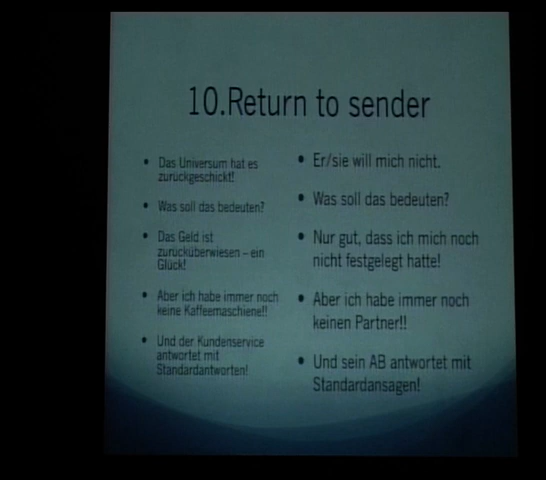 10.Return to sender
• Das Universum hat es
zurückgeschickt!
• Was soll das bedeuten?
• Das Geld ist
zurücküberwiesen – ein
Glück!
• Aber ich habe immer noch
keine Kaffeemaschiene!!
• Und der Kundenservice
antwortet mit
Standardantworten!
• Er/sie will mich nicht.
• Was soll das bedeuten?
• Nur gut, dass ich mich noch
nicht festgelegt hatte!
• Aber ich habe immer noch
keinen Partner!!
• Und sein AB antwortet mit
Standardansagen!